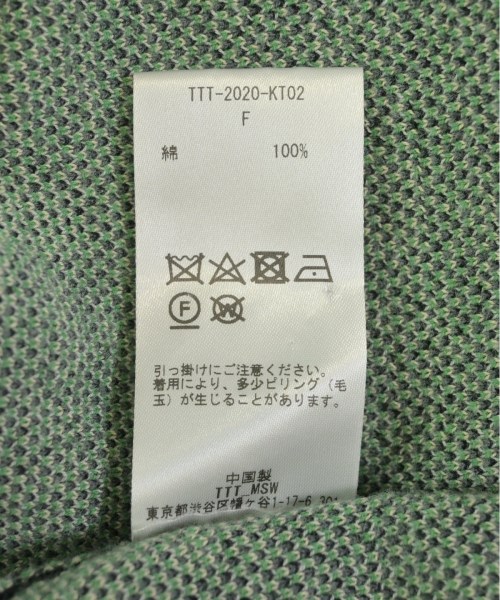 TTT-2020-KT02
F
綿 100%
F W
引っ掛けにご注意ください。
着用により、多少ピリング（毛
玉）が生じることがあります。
中国製
TTT_MSW
東京都渋谷区幡ヶ谷1-17-6